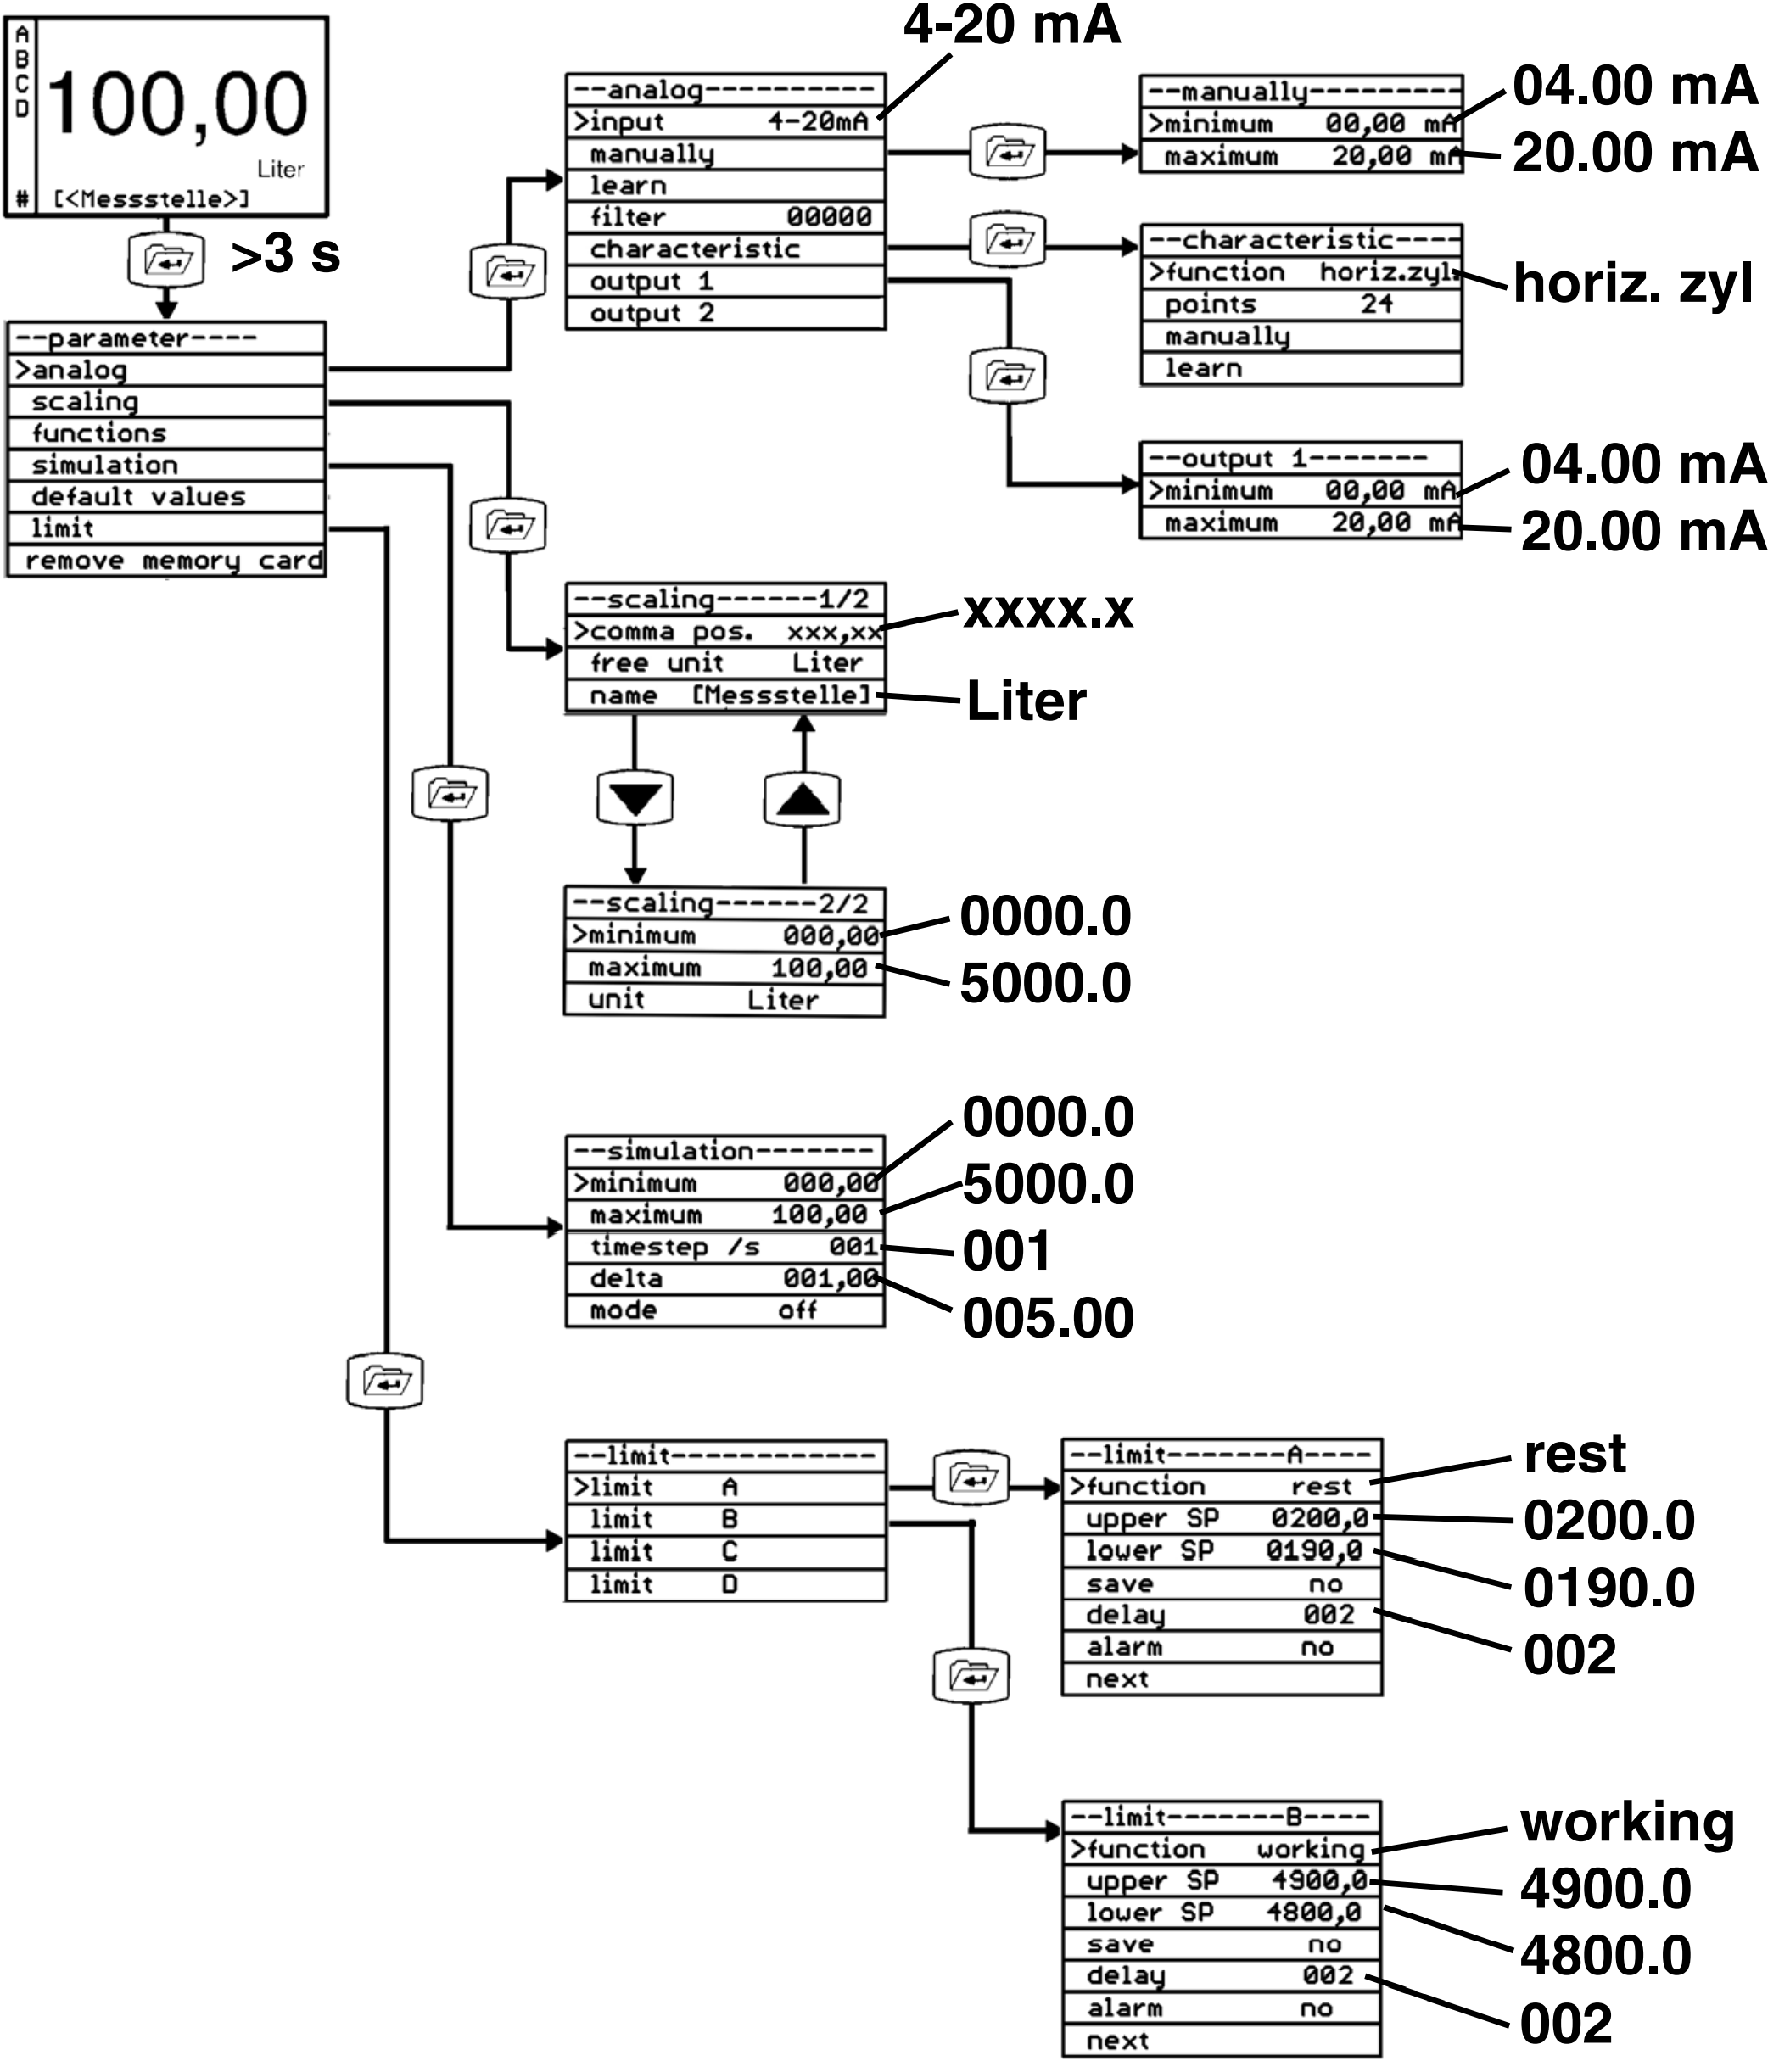 A
B
C
D
100,00
Liter
# [<Messstelle>]
>3 s
--parameter----
>analog
scaling
functions
simulation
default values
limit
remove memory card
4-20 mA
--analog----------
>input 4-20mA
manually
learn
filter 00000
characteristic
output 1
output 2
--manually---------
>minimum 00,00 mA
maximum 20,00 mA
04.00 mA
20.00 mA
--characteristic----
>function horiz.zyl.
points 24
manually
learn
horiz. zyl
--output 1-------
>minimum 00,00 mA
maximum 20,00 mA
04.00 mA
20.00 mA
--scaling------1/2
>comma pos. xxx,xx
free unit Liter
name [Messstelle]
xxxx.x
Liter
--scaling------2/2
>minimum 000,00
maximum 100,00
unit Liter
0000.0
5000.0
--simulation-------
>minimum 000,00
maximum 100,00
timestep /s 001
delta 001,00
mode off
0000.0
5000.0
001
005.00
--limit------------
>limit A
limit B
limit C
limit D
--limit-------A----
>function rest
upper SP 0200,0
lower SP 0190,0
save no
delay 002
alarm no
next
rest
0200.0
0190.0
002
--limit-------B----
>function working
upper SP 4900,0
lower SP 4800,0
save no
delay 002
alarm no
next
working
4900.0
4800.0
002